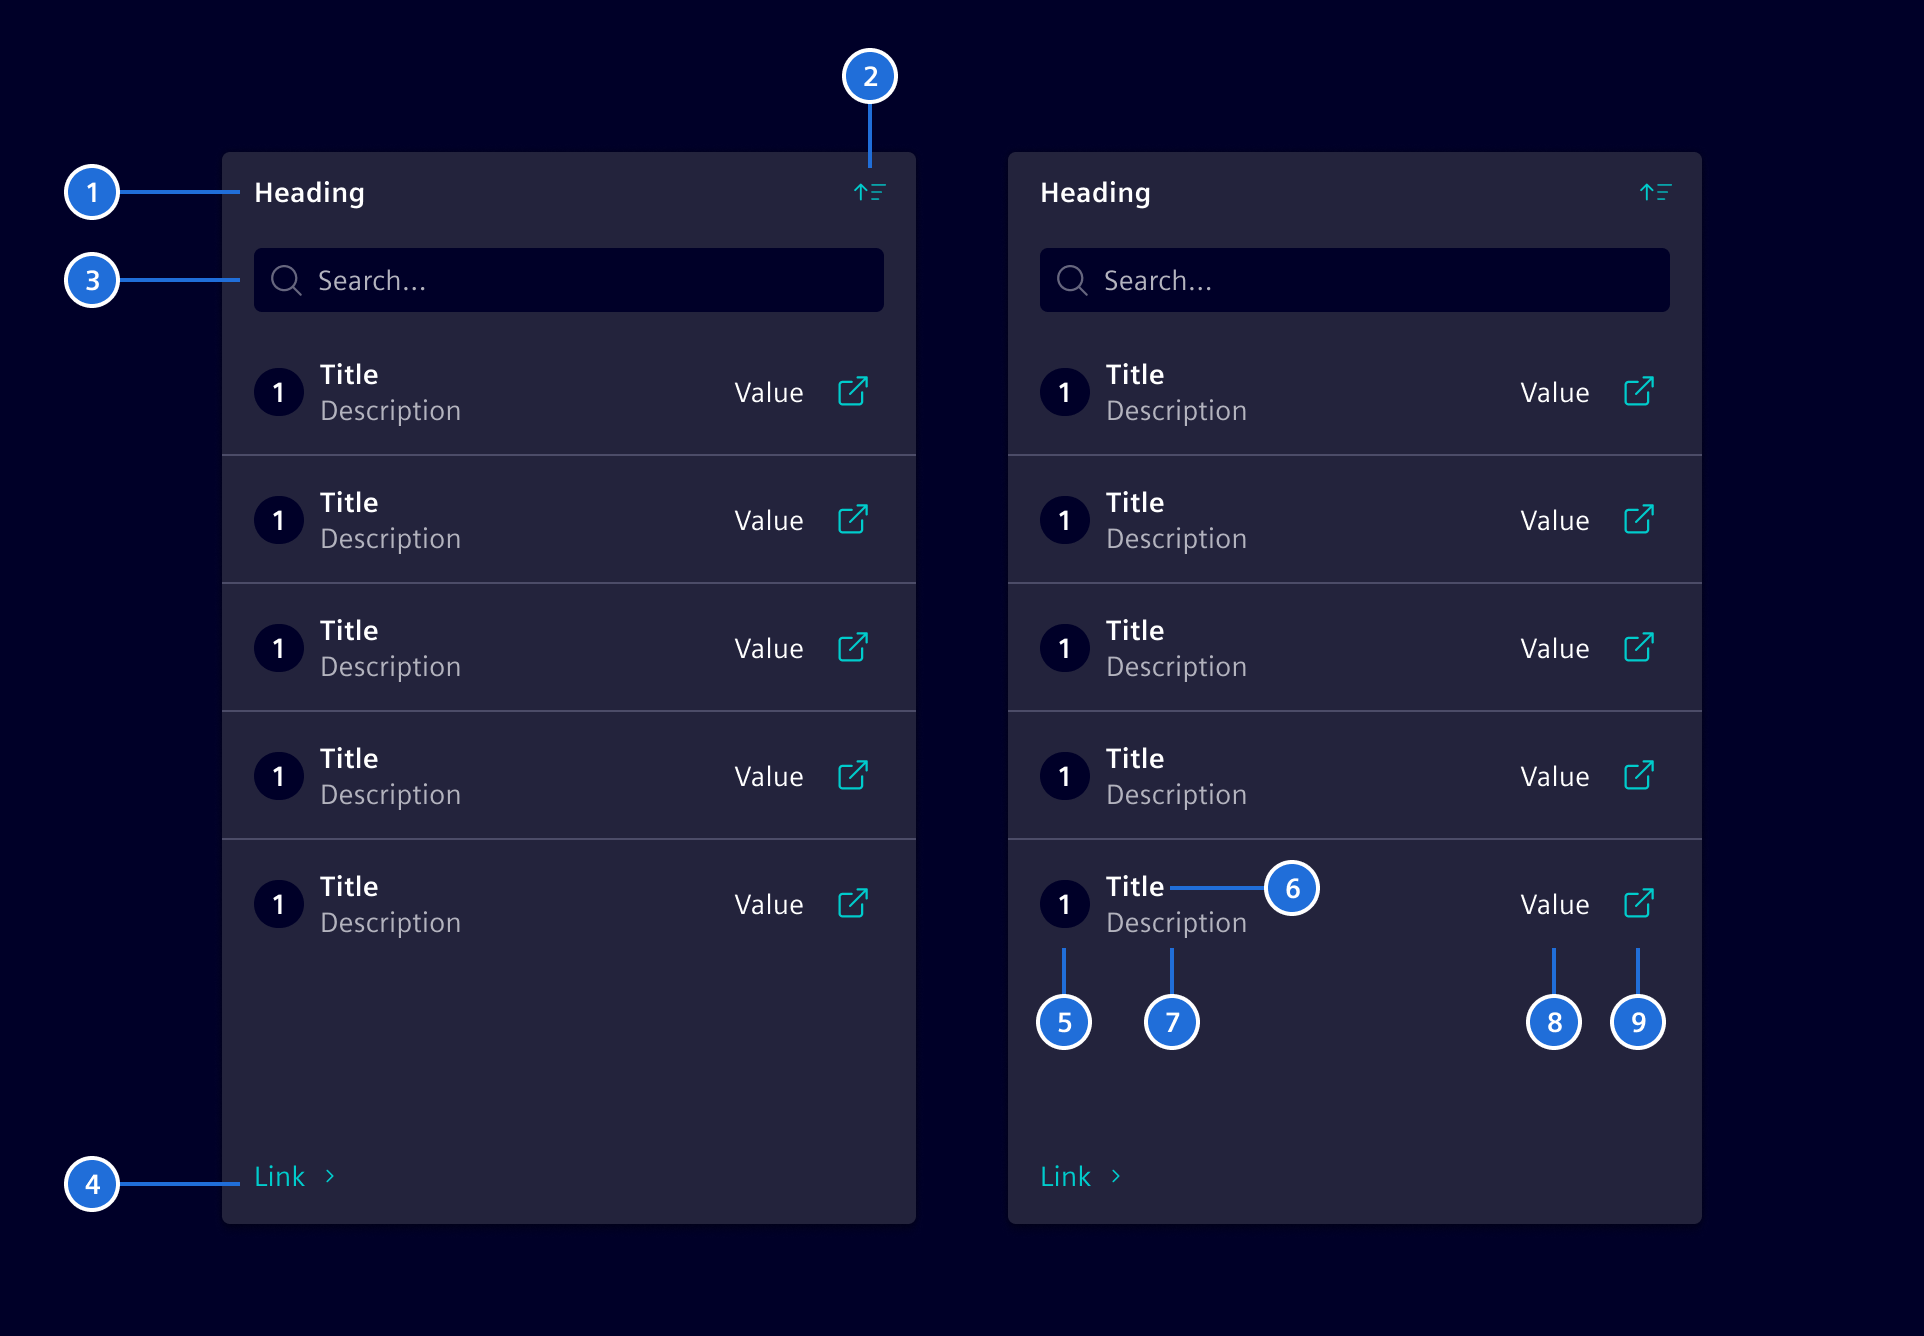 2
1
Heading
3
Search...
1
Title
Description
Value
1
Title
Description
Value
1
Title
Description
Value
1
Title
Description
Value
1
Title
Description
Value
4
Link
Heading
Search...
1
Title
Description
Value
1
Title
Description
Value
1
Title
Description
Value
1
Title
Description
Value
1
Title
6
Description
Value
5
7
8
9
Link